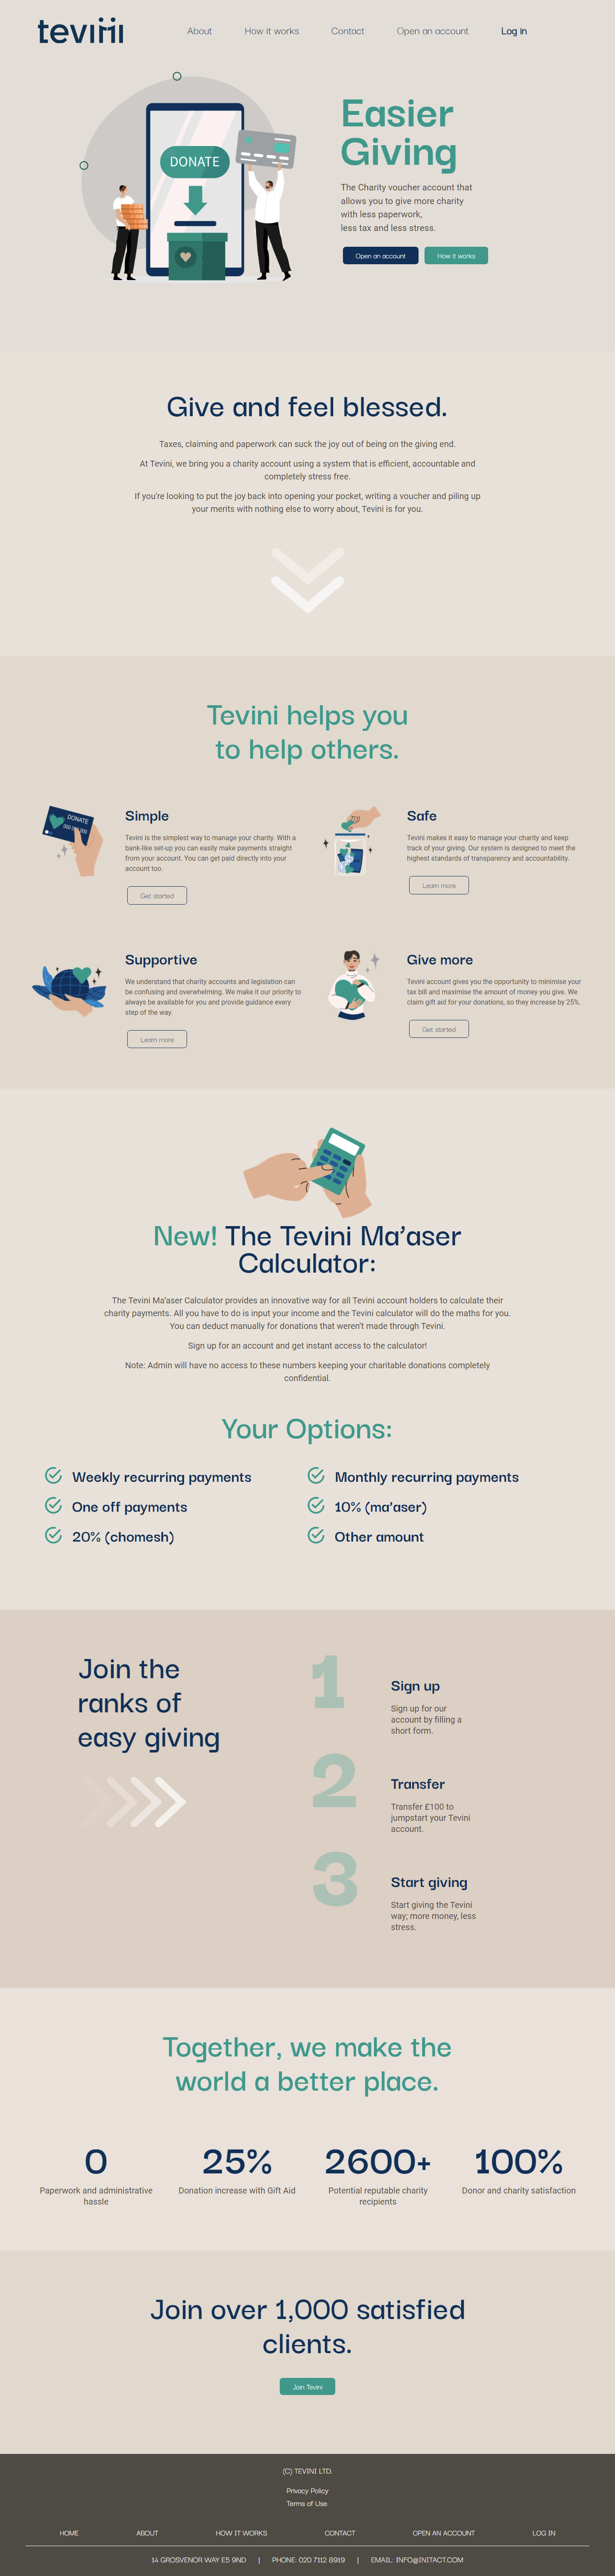 tevini
About How it works Contact Open an account Log in
DONATE
Easier
Giving
The Charity voucher account that
allows you to give more charity
with less paperwork,
less tax and less stress.
Open an account How it works
Give and feel blessed.
Taxes, claiming and paperwork can suck the joy out of being on the giving end.
At Tevini, we bring you a charity account using a system that is efficient, accountable and
completely stress free.
If you're looking to put the joy back into opening your pocket, writing a voucher and piling up
your merits with nothing else to worry about, Tevini is for you.
Tevini helps you
to help others.
DONATE
Simple
Tevini is the simplest way to manage your charity. With a
bank-like set-up you can easily make payments straight
from your account. You can get paid directly into your
account too.
Get started
Safe
Tevini makes it easy to manage your charity and keep
track of your giving. Our system is designed to meet the
highest standards of transparency and accountability.
Learn more
Supportive
We understand that charity accounts and legislation can
be confusing and overwhelming. We make it our priority to
always be available for you and provide guidance every
step of the way.
Learn more
Give more
Tevini account gives you the opportunity to minimise your
tax bill and maximise the amount of money you give. We
claim gift aid for your donations, so they increase by 25%.
Get started
New! The Tevini Ma’aser
Calculator:
The Tevini Ma’aser Calculator provides an innovative way for all Tevini account holders to calculate their
charity payments. All you have to do is input your income and the Tevini calculator will do the maths for you.
You can deduct manually for donations that weren’t made through Tevini.
Sign up for an account and get instant access to the calculator!
Note: Admin will have no access to these numbers keeping your charitable donations completely
confidential.
Your Options:
Weekly recurring payments Monthly recurring payments
One off payments 10% (ma’aser)
20% (chomesh) Other amount
Join the
ranks of
easy giving
1
Sign up
Sign up for our
account by filling a
short form.
2
Transfer
Transfer £100 to
jumpstart your Tevini
account.
3
Start giving
Start giving the Tevini
way; more money, less
stress.
Together, we make the
world a better place.
0 25% 2600+ 100%
Paperwork and administrative
hassle
Donation increase with Gift Aid
Potential reputable charity
recipients
Donor and charity satisfaction
Join over 1,000 satisfied
clients.
Join Tevini
(C) TEVINI LTD.
Privacy Policy
Terms of Use
HOME ABOUT HOW IT WORKS CONTACT OPEN AN ACCOUNT LOG IN
14 GROSVENOR WAY E5 9ND | PHONE: 020 7112 8919 | EMAIL: INFO@INITACT.COM